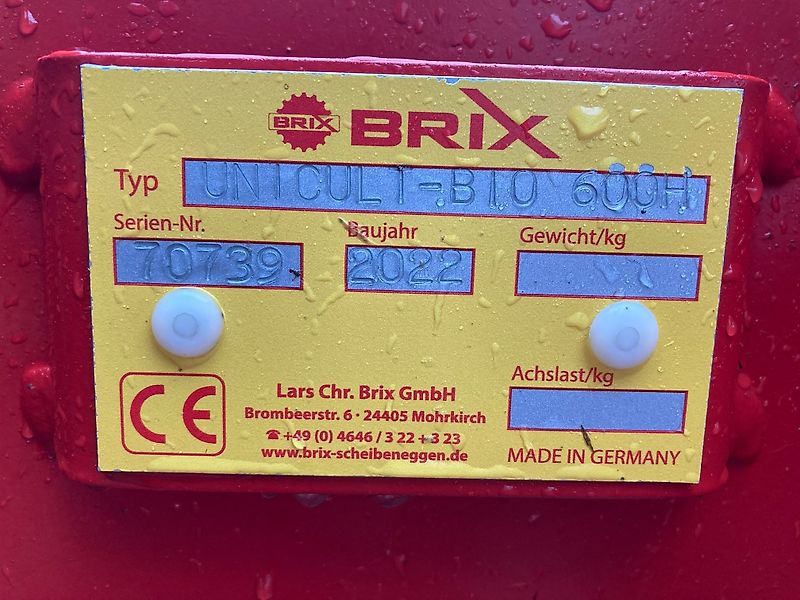 BRIX BRIX
Typ UNICULT-BIO 600H
Serien-Nr. Baujahr Gewicht/kg
70739 2022
Achslast/kg
CE
Lars Chr. Brix GmbH
Brombeerstr. 6 · 24405 Mohrkirch
☎ +49 (0) 4646 / 3 22 + 3 23
www.brix-scheibeneggen.de
MADE IN GERMANY